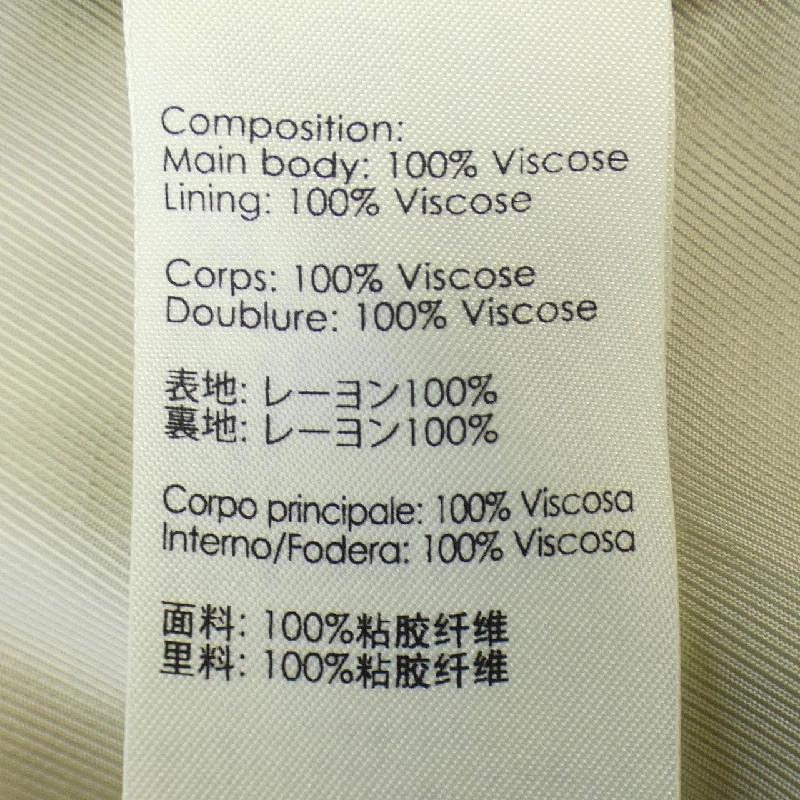 Composition:
Main body: 100% Viscose
Lining: 100% Viscose
Corps: 100% Viscose
Doublure: 100% Viscose
表地: レーヨン100%
裏地: レーヨン100%
Corpo principale: 100% Viscosa
Interno/Fodera: 100% Viscosa
面料: 100%粘胶纤维
里料: 100%粘胶纤维